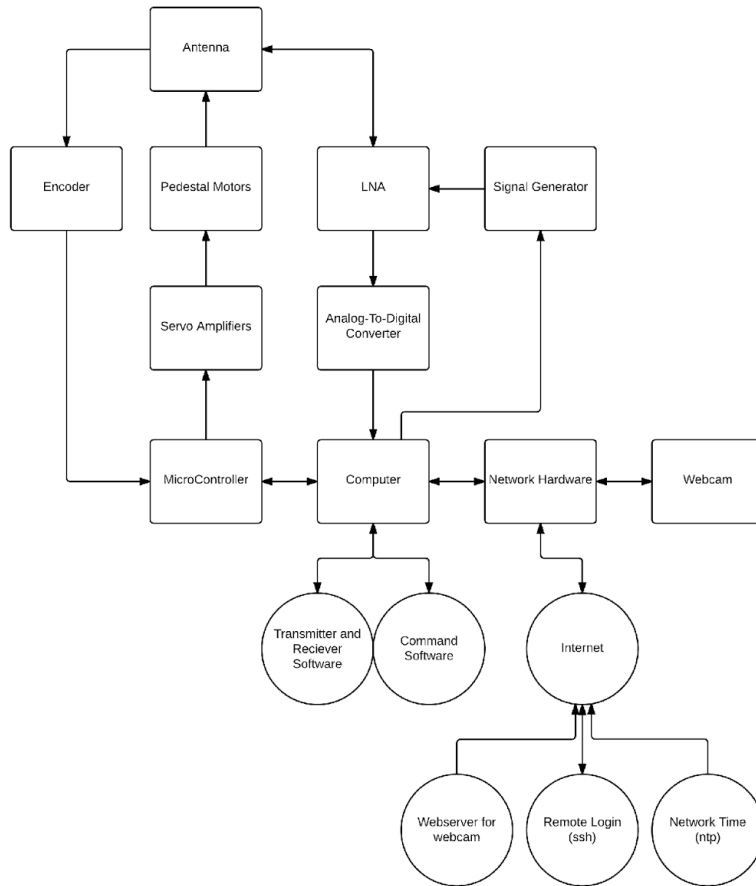 Antenna
Encoder
Pedestal Motors
LNA
Signal Generator
Servo Amplifiers
Analog-To-Digital
Converter
MicroController
Computer
Network Hardware
Webcam
Transmitter and
Reciever
Software
Command
Software
Internet
Webserver for
webcam
Remote Login
(ssh)
Network Time
(ntp)